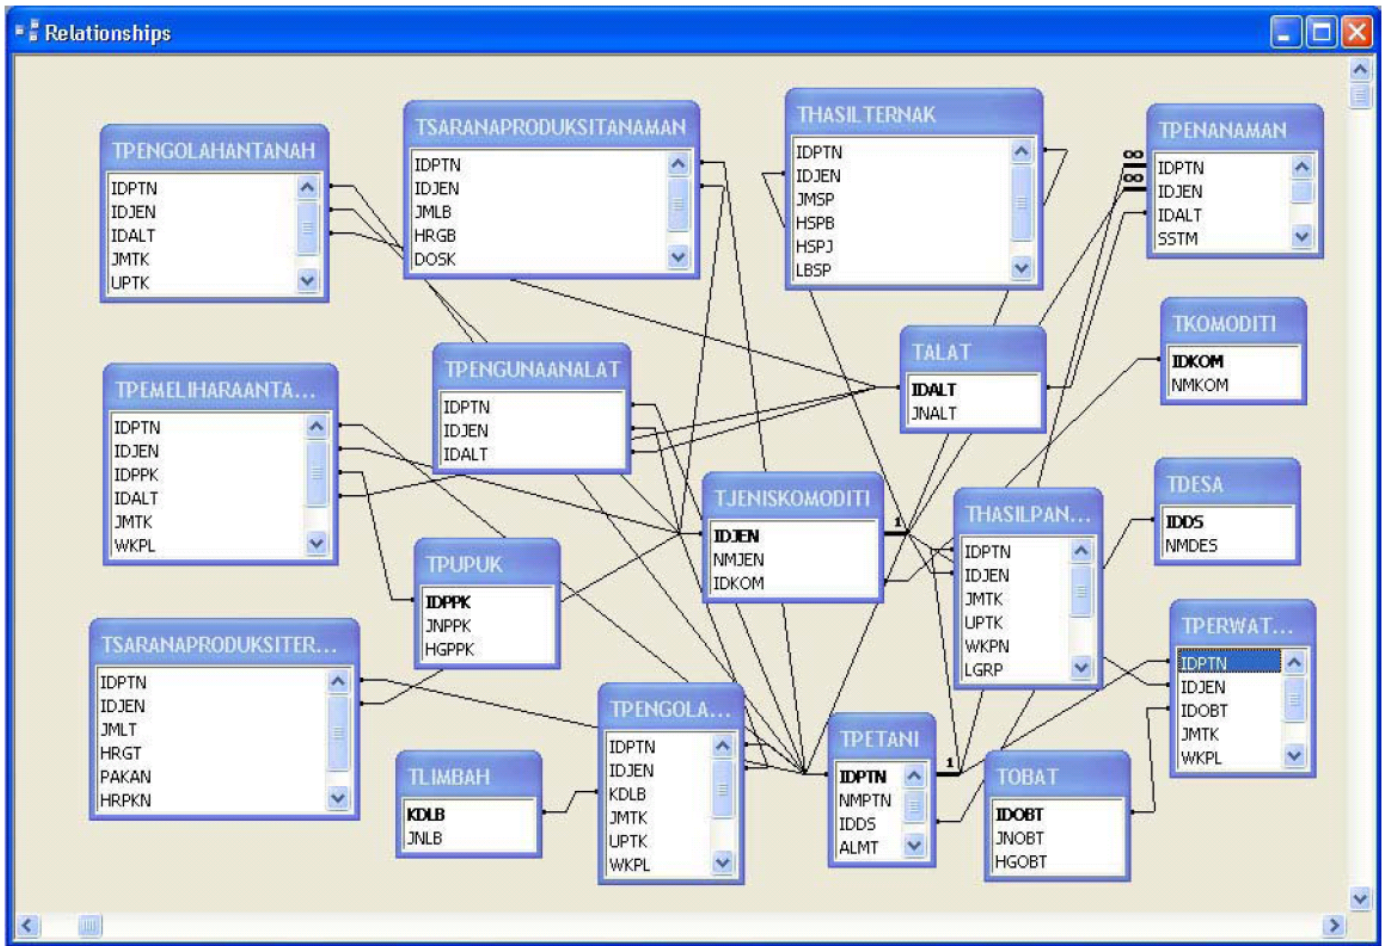 Relationships
TPENGOLAHANTANAH
IDPTN
IDJEN
IDALT
JMTK
UPTK
TSARANAPRODUKSITANAMAN
IDPTN
IDJEN
JMLB
HRGB
DOSK
THASILTERNAK
IDPTN
IDJEN
JMSP
HSPB
HSPJ
LBSP
TPENANAMAN
IDPTN
IDJEN
IDALT
SSTM
∞
∞
TKOMODITI
IDKOM
NMKOM
TALAT
IDALT
JNALT
TPENGUNAANALAT
IDPTN
IDJEN
IDALT
TPEMELIHARAANTA...
IDPTN
IDJEN
IDPPK
IDALT
JMTK
WKPL
TJENISKOMODITI
IDJEN
NMJEN
IDKOM
1
THASILPAN...
IDPTN
IDJEN
JMTK
UPTK
WKPN
LGRP
TDESA
IDDS
NMDES
TPUPUK
IDPPK
JNPPK
HGPPK
TPERWAT...
IDPTN
IDJEN
IDOBT
JMTK
WKPL
TSARANAPRODUKSITER...
IDPTN
IDJEN
JMLT
HRGT
PAKAN
HRPKN
TPENGOLA...
IDPTN
IDJEN
KDLB
JMTK
UPTK
WKPL
TPETANI
IDPTN
NMPTN
IDDS
ALMT
1
TLIMBAH
KDLB
JNLB
TOBAT
IDOBT
JNOBT
HGOBT